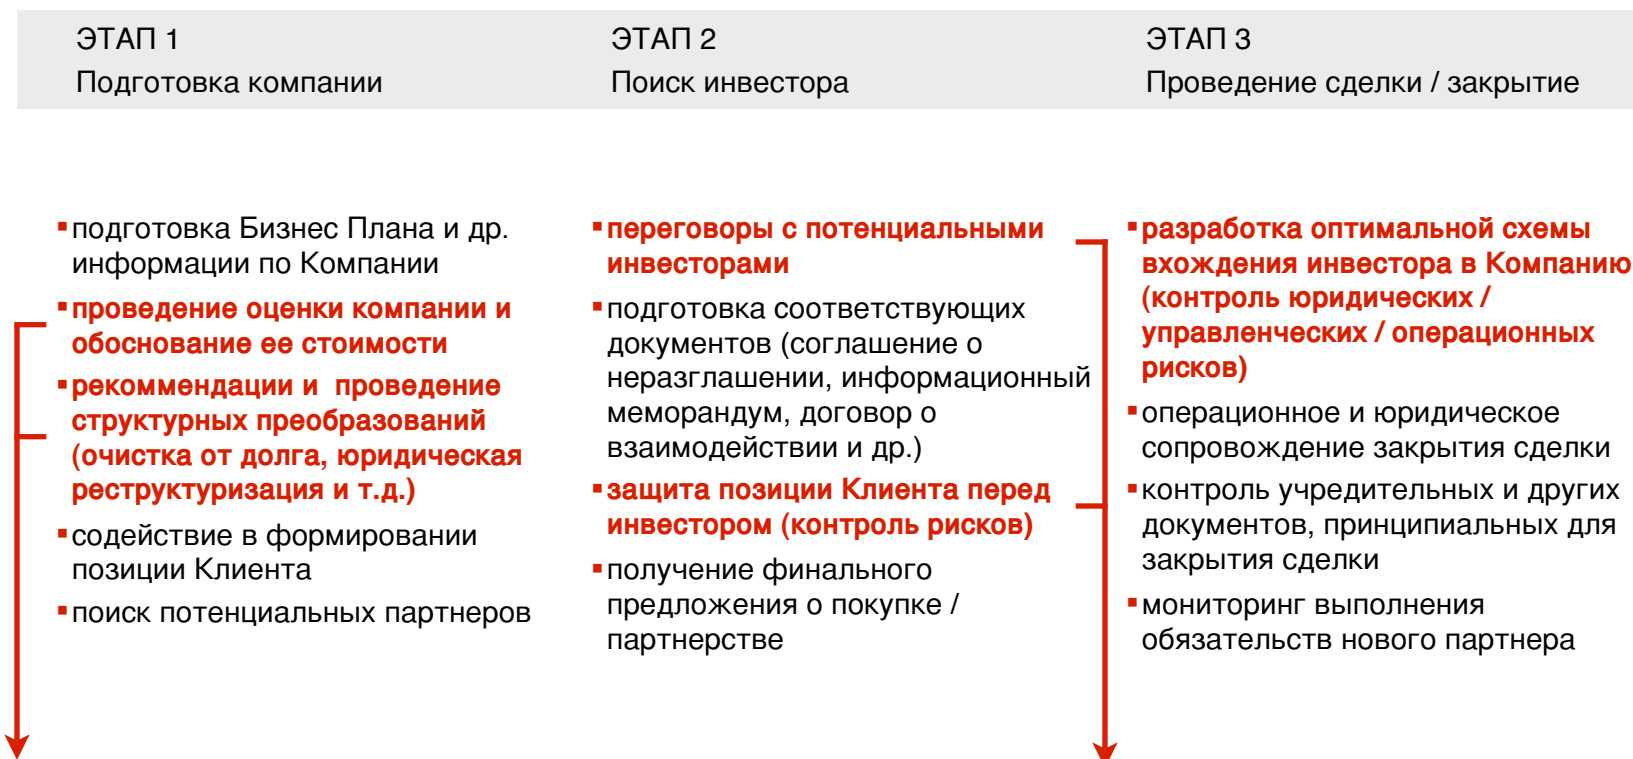 ЭТАП 1
Подготовка компании
ЭТАП 2
Поиск инвестора
ЭТАП 3
Проведение сделки / закрытие
▪подготовка Бизнес Плана и др.
информации по Компании
▪проведение оценки компании и
обоснование ее стоимости
▪рекоммендации и проведение
структурных преобразований
(очистка от долга, юридическая
реструктуризация и т.д.)
▪содействие в формировании
позиции Клиента
▪поиск потенциальных партнеров
▪переговоры с потенциальными
инвесторами
▪подготовка соответствующих
документов (соглашение о
неразглашении, информационный
меморандум, договор о
взаимодействии и др.)
▪защита позиции Клиента перед
инвестором (контроль рисков)
▪получение финального
предложения о покупке /
партнерстве
▪разработка оптимальной схемы
вхождения инвестора в Компанию
(контроль юридических /
управленческих / операционных
рисков)
▪операционное и юридическое
сопровождение закрытия сделки
▪контроль учредительных и других
документов, принципиальных для
закрытия сделки
▪мониторинг выполнения
обязательств нового партнера